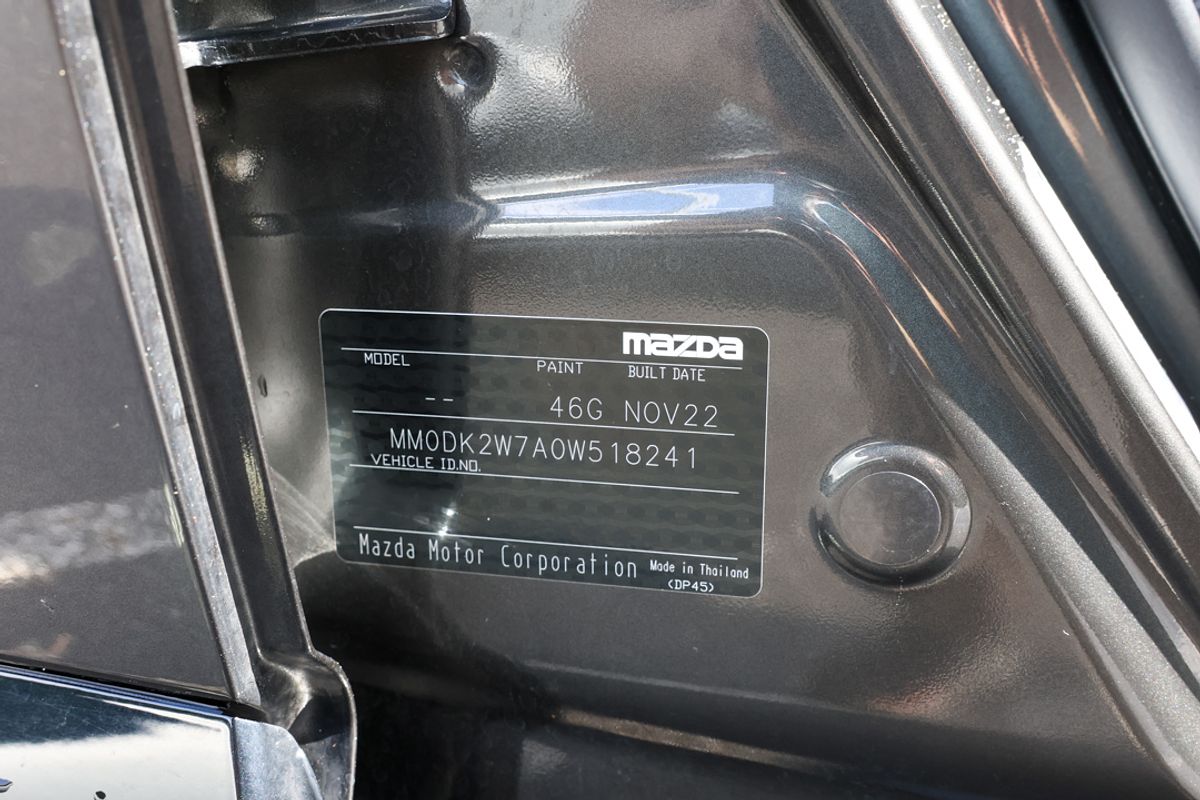 mazDa
MODEL PAINT BUILT DATE
-- 46G NOV22
MM0DK2W7A0W518241
VEHICLE ID.NO.
Mazda Motor Corporation Made in Thailand
(DP45)